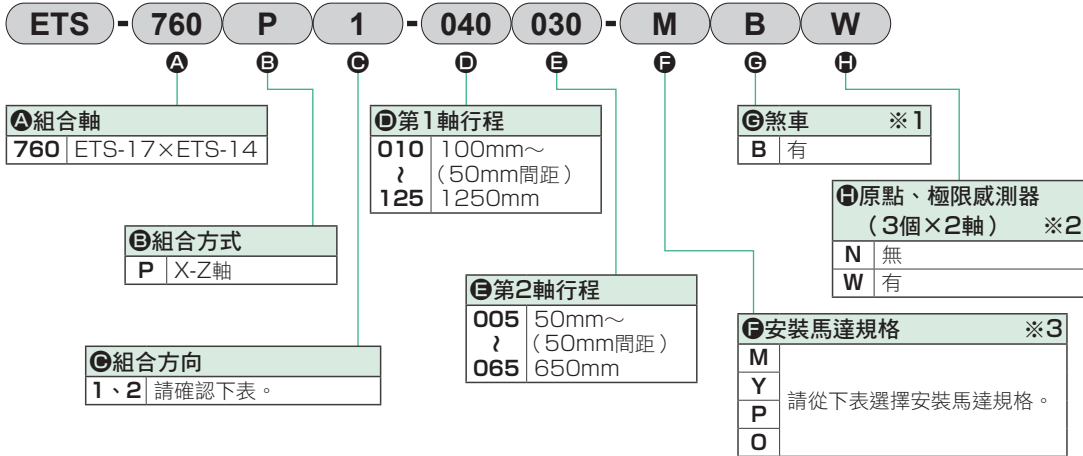 ETS - 760 P 1 - 040 030 - M B W
A B C D E F G H
A組合軸
760 ETS-17×ETS-14
B組合方式
P X-Z軸
C組合方向
1、2 請確認下表。
D第1軸行程
010 100mm～
≀ （50mm間距）
125 1250mm
E第2軸行程
005 50mm～
≀ （50mm間距）
065 650mm
F安裝馬達規格 ※3
M
Y
P
O
請從下表選擇安裝馬達規格。
G煞車 ※1
B 有
H原點、極限感測器
（3個×2軸） ※2
N 無
W 有